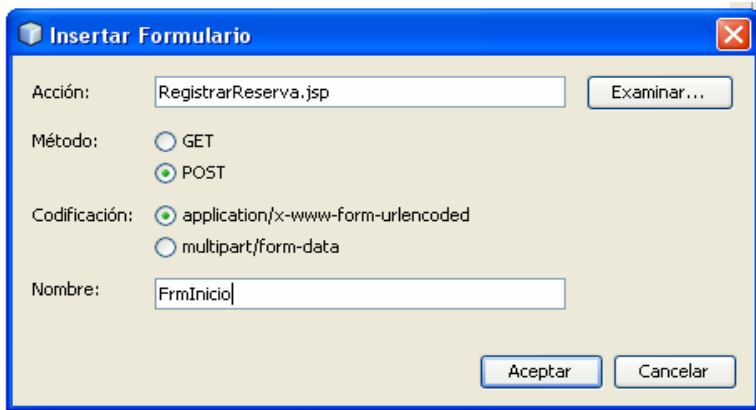 Insertar Formulario
Acción: RegistrarReserva.jsp Examinar...
Método: GET
POST
Codificación: application/x-www-form-urlencoded
multipart/form-data
Nombre: FrmInicio
Aceptar Cancelar